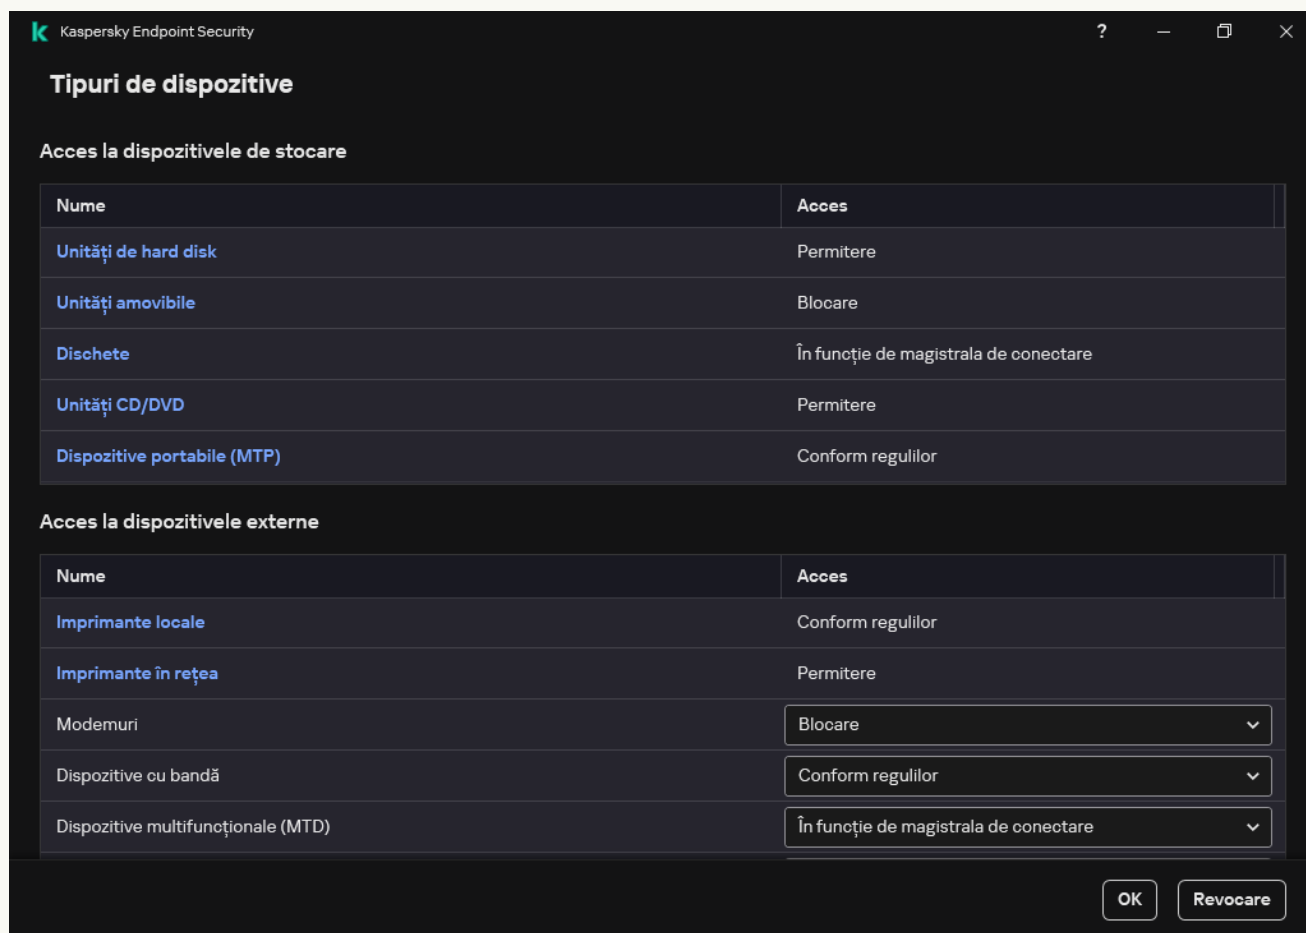 Kaspersky Endpoint Security ?
Tipuri de dispozitive
Acces la dispozitivele de stocare
Nume Acces
Unități de hard disk Permitere
Unități amovibile Blocare
Dischete În funcție de magistrala de conectare
Unități CD/DVD Permitere
Dispozitive portabile (MTP) Conform regulilor
Acces la dispozitivele externe
Nume Acces
Imprimante locale Conform regulilor
Imprimante în rețea Permitere
Modemuri Blocare
Dispozitive cu bandă Conform regulilor
Dispozitive multifuncționale (MTD) În funcție de magistrala de conectare
OK Revocare